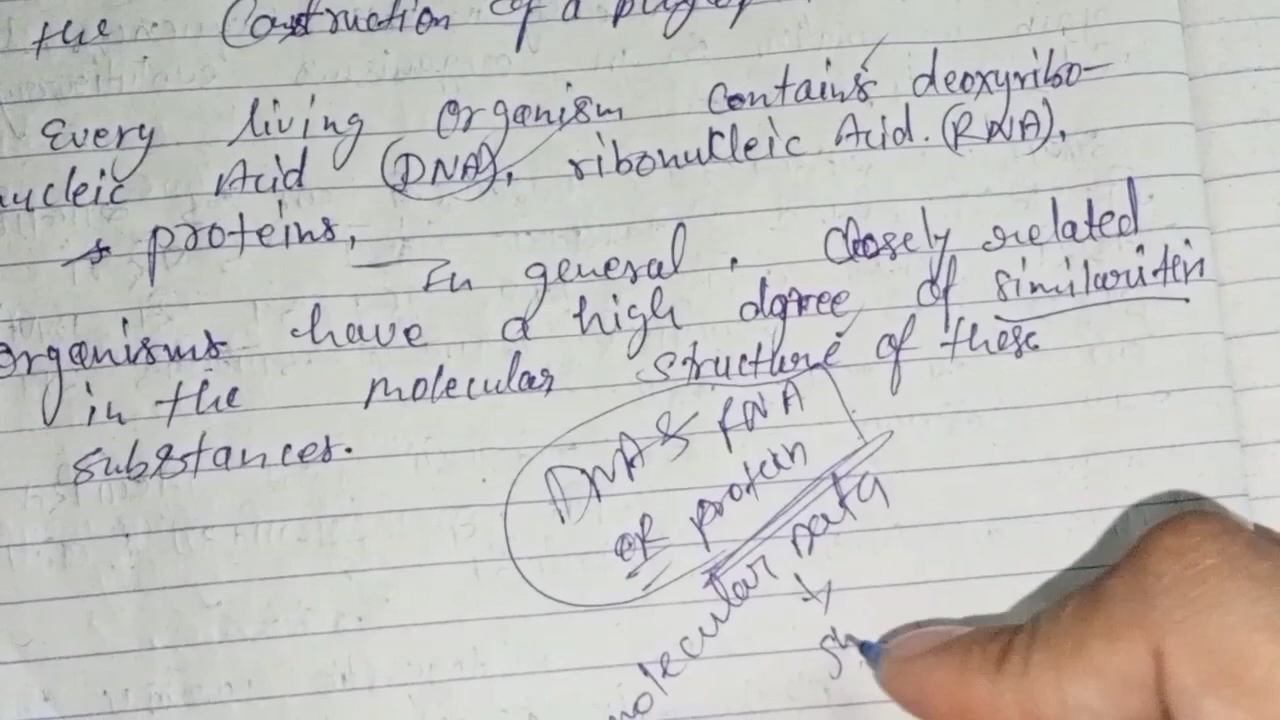 the Construction of a
Every living Organism contains deoxyribo-
nucleic Acid (DNA), ribonucleic Acid. (RNA),
proteins,
In general, Closely related
Organisms have a high dgree of similarities
in the molecular structure of these
substances.
DNA & RNA
OR protein
molecular Data